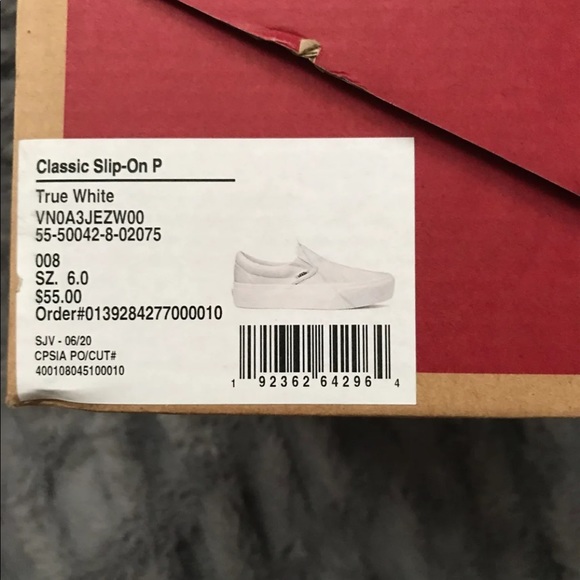 Classic Slip-On P
True White
VN0A3JEZW00
55-50042-8-02075
008
SZ. 6.0
$55.00
Order#0139284277000010
SJV - 06/20
CPSIA PO/CUT#
400108045100010
1 92362 64296 4